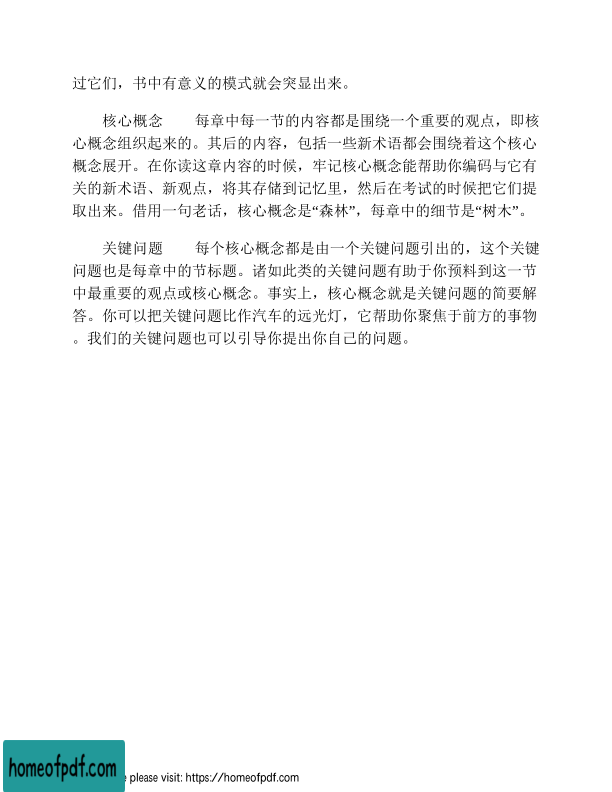 过它们，书中有意义的模式就会突显出来。
核心概念　　每章中每一节的内容都是围绕一个重要的观点，即核
心概念组织起来的。其后的内容，包括一些新术语都会围绕着这个核心
概念展开。在你读这章内容的时候，牢记核心概念能帮助你编码与它有
关的新术语、新观点，将其存储到记忆里，然后在考试的时候把它们提
取出来。借用一句老话，核心概念是“森林”，每章中的细节是“树木”。
关键问题　　每个核心概念都是由一个关键问题引出的，这个关键
问题也是每章中的节标题。诸如此类的关键问题有助于你预料到这一节
中最重要的观点或核心概念。事实上，核心概念就是关键问题的简要解
答。你可以把关键问题比作汽车的远光灯，它帮助你聚焦于前方的事物
。我们的关键问题也可以引导你提出你自己的问题。
homeofpdf.com
please visit: https://homeofpdf.com